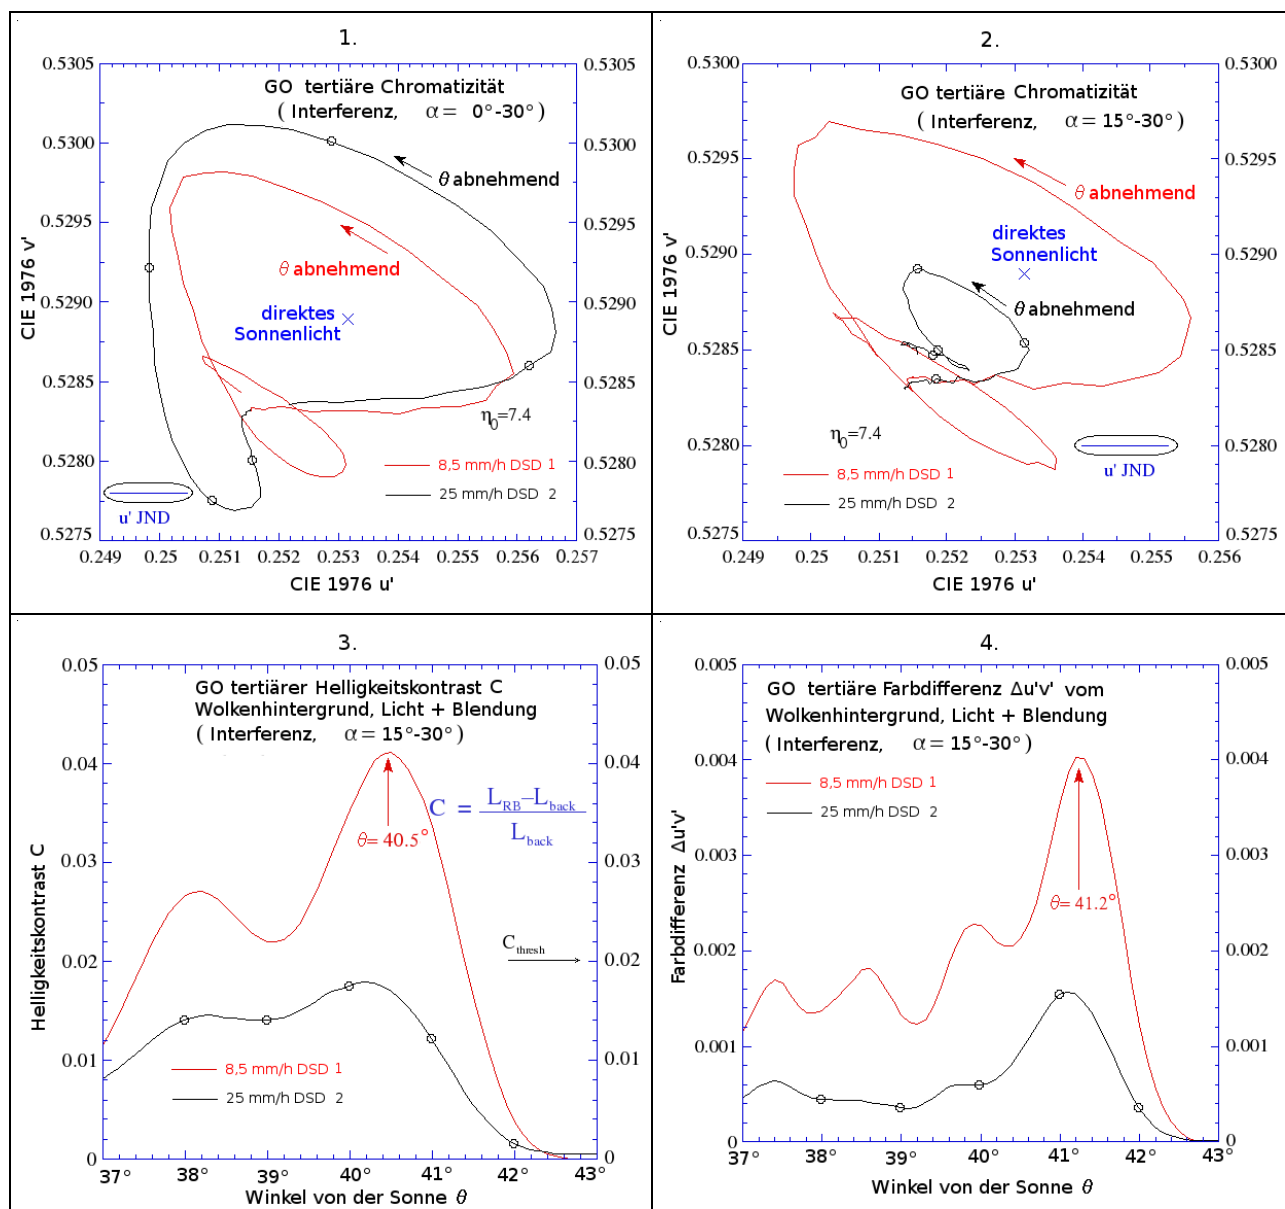 1.
GO tertiäre Chromatizität
( Interferenz, α = 0°-30° )
0.5305
0.5300
0.5295
0.5290
0.5285
0.5280
0.5275
0.5305
0.5300
0.5295
0.5290
0.5285
0.5280
0.5275
CIE 1976 v'
θ abnehmend
θ abnehmend
direktes
Sonnenlicht
η0=7.4
8,5 mm/h DSD 1
25 mm/h DSD 2
u' JND
0.249 0.25 0.251 0.252 0.253 0.254 0.255 0.256 0.257
CIE 1976 u'
2.
GO tertiäre Chromatizität
( Interferenz, α = 15°-30° )
0.5300
0.5295
0.5290
0.5285
0.5280
0.5275
0.5300
0.5295
0.5290
0.5285
0.5280
0.5275
CIE 1976 v'
θ abnehmend
direktes
Sonnenlicht
θ abnehmend
η0=7.4
8,5 mm/h DSD 1
25 mm/h DSD 2
u' JND
0.249 0.25 0.251 0.252 0.253 0.254 0.255 0.256
CIE 1976 u'
3.
GO tertiärer Helligkeitskontrast C
Wolkenhintergrund, Licht + Blendung
( Interferenz, α = 15°-30° )
0.05
0.04
0.03
0.02
0.01
0
0.05
0.04
0.03
0.02
0.01
0
Helligkeitskontrast C
C = LRB–Lback
Lback
θ= 40.5°
Cthresh
8,5 mm/h DSD 1
25 mm/h DSD 2
37° 38° 39° 40° 41° 42° 43°
Winkel von der Sonne θ
4.
GO tertiäre Farbdifferenz Δu'v' vom
Wolkenhintergrund, Licht + Blendung
( Interferenz, α = 15°-30° )
0.005
0.004
0.003
0.002
0.001
0
0.005
0.004
0.003
0.002
0.001
0
Farbdifferenz Δu'v'
8,5 mm/h DSD 1
25 mm/h DSD 2
θ= 41.2°
37° 38° 39° 40° 41° 42° 43°
Winkel von der Sonne θ